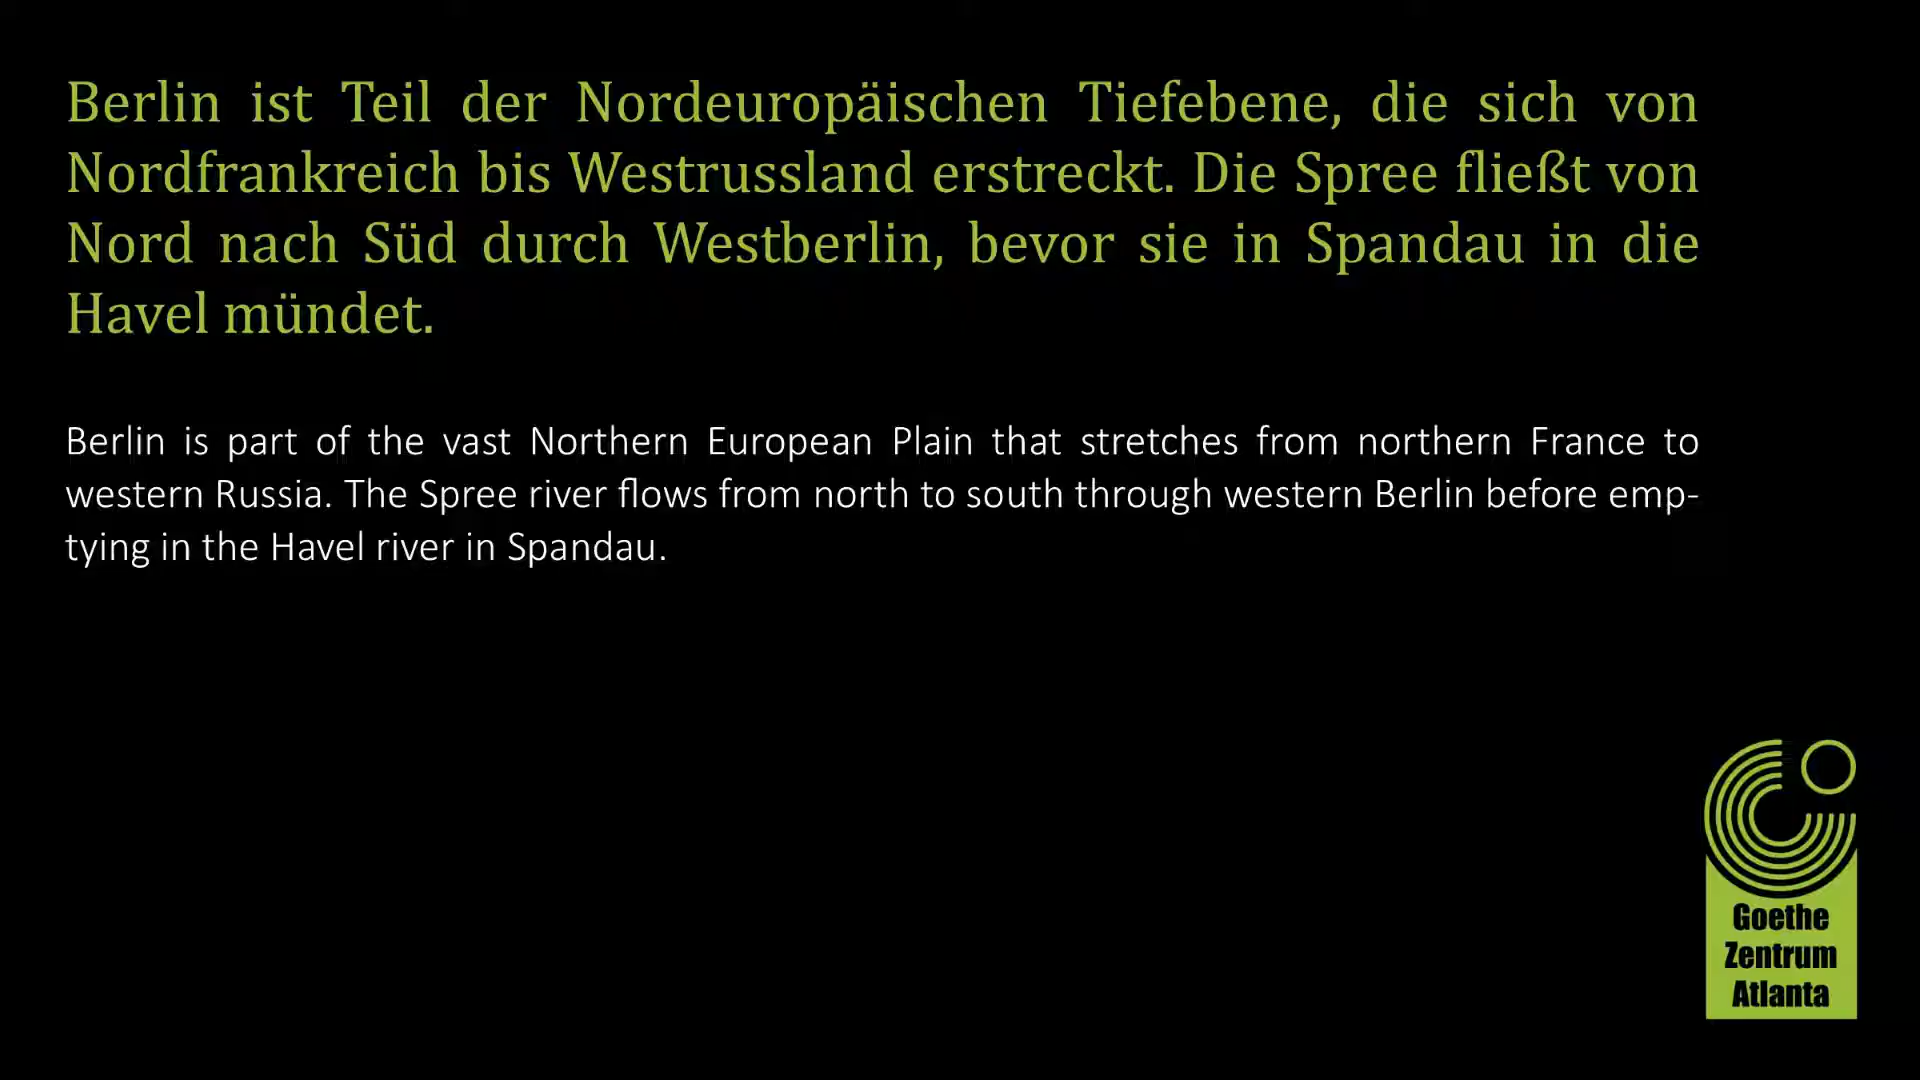 Berlin ist Teil der Nordeuropäischen Tiefebene, die sich von
Nordfrankreich bis Westrussland erstreckt. Die Spree fließt von
Nord nach Süd durch Westberlin, bevor sie in Spandau in die
Havel mündet.
Berlin is part of the vast Northern European Plain that stretches from northern France to
western Russia. The Spree river flows from north to south through western Berlin before emp-
tying in the Havel river in Spandau.
Goethe
Zentrum
Atlanta